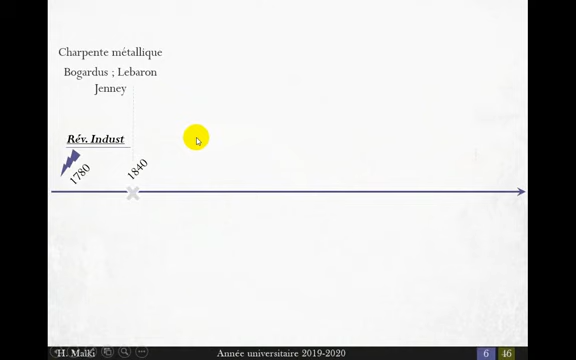 Charpente métallique
Bogardus ; Lebaron
Jenney
Rév. Indust
1780
1840
H. Malki
Année universitaire 2019-2020
6
46